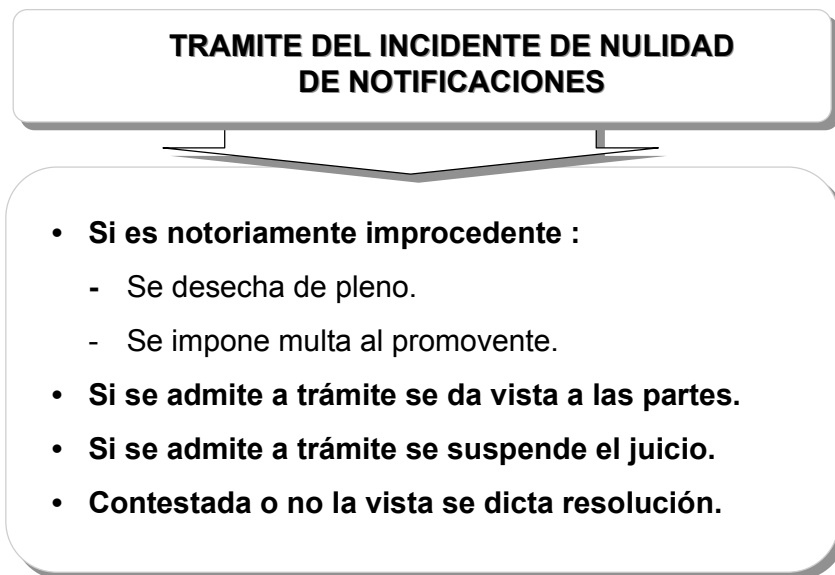 TRAMITE DEL INCIDENTE DE NULIDAD
DE NOTIFICACIONES
• Si es notoriamente improcedente :
- Se desecha de pleno.
- Se impone multa al promovente.
• Si se admite a trámite se da vista a las partes.
• Si se admite a trámite se suspende el juicio.
• Contestada o no la vista se dicta resolución.